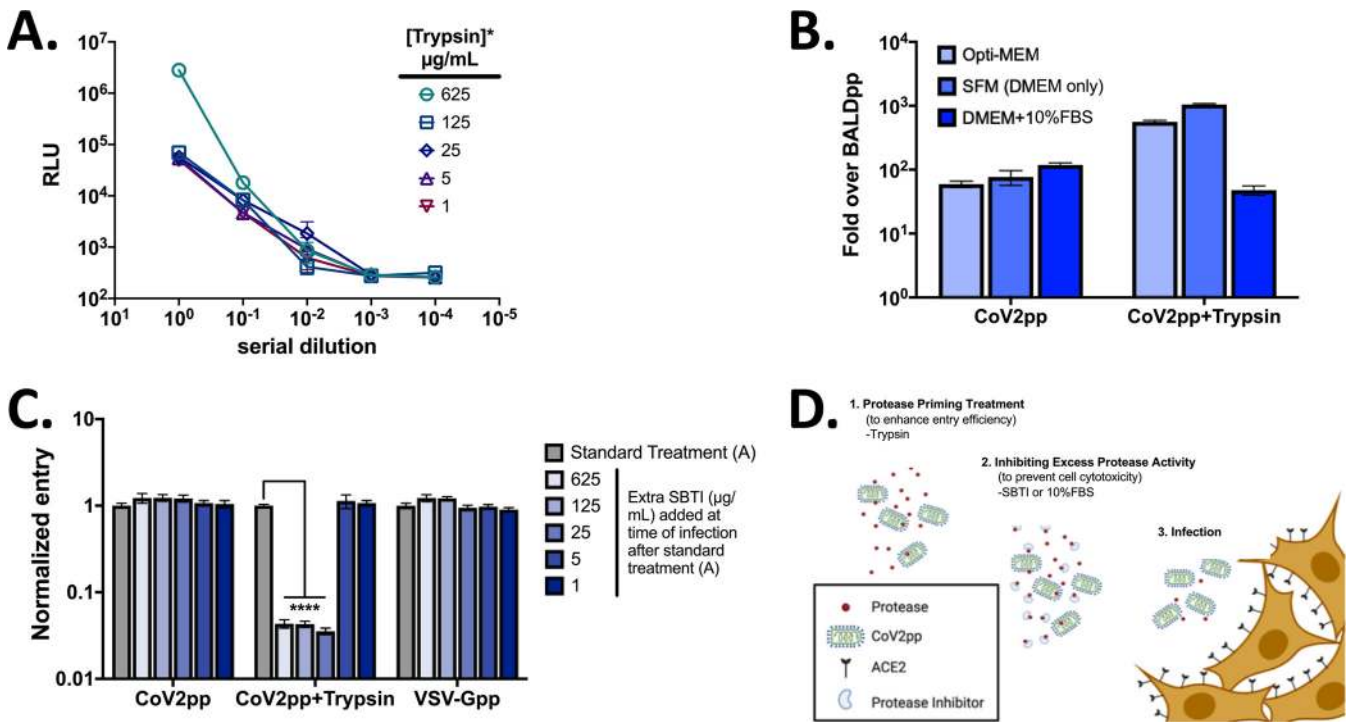 A.
10^7
10^6
10^5
10^4
10^3
10^2
RLU
10^1
10^0
10^-1
10^-2
10^-3
10^-4
10^-5
serial dilution
[Trypsin]*
µg/mL
625
125
25
5
1
B.
Opti-MEM
SFM (DMEM only)
DMEM+10%FBS
10^4
10^3
10^2
10^1
10^0
Fold over BALDpp
CoV2pp
CoV2pp+Trypsin
C.
10
1
0.1
0.01
Normalized entry
****
CoV2pp
CoV2pp+Trypsin
VSV-Gpp
Standard Treatment (A)
625
125
25
5
1
Extra SBTI (µg/
mL) added at
time of infection
after standard
treatment (A)
D.
1. Protease Priming Treatment
(to enhance entry efficiency)
-Trypsin
2. Inhibiting Excess Protease Activity
(to prevent cell cytotoxicity)
-SBTI or 10%FBS
3. Infection
Protease
CoV2pp
ACE2
Protease Inhibitor